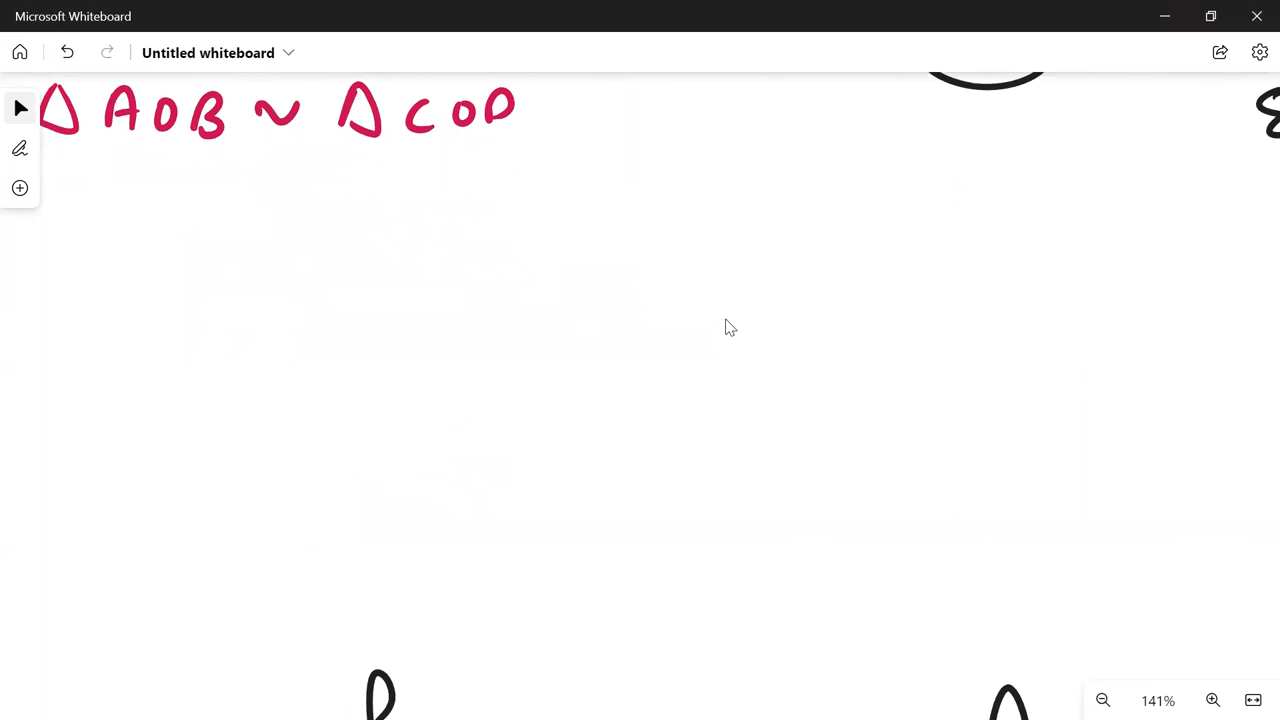 Microsoft Whiteboard
Untitled whiteboard
Δ AOB ~ Δ COD
141%